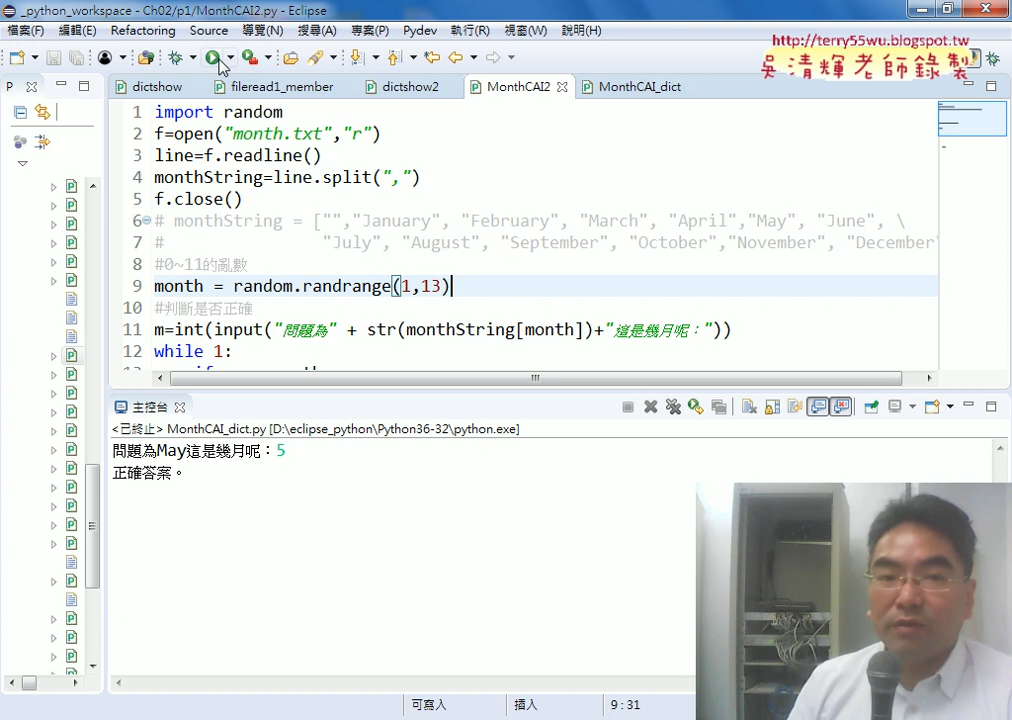 _python_workspace - Ch02/p1/MonthCAI2.py - Eclipse
檔案(F) 編輯(E) Refactoring Source 導覽(N) 搜尋(A) 專案(P) Pydev 執行(R) 視窗(W) 說明(H)
http://terry55wu.blogspot.tw
吳清輝老師錄製
P dictshow fileread1_member dictshow2 MonthCAI2 MonthCAI_dict
1 import random
2 f=open("month.txt","r")
3 line=f.readline()
4 monthString=line.split(",")
5 f.close()
6 # monthString = ["","January", "February", "March", "April","May", "June", \
7 # "July", "August", "September", "October","November", "December"
8 #0~11的亂數
9 month = random.randrange(1,13)
10 #判斷是否正確
11 m=int(input("問題為" + str(monthString[month])+"這是幾月呢："))
12 while 1:
主控台
<已終止> MonthCAI_dict.py [D:\eclipse_python\Python36-32\python.exe]
問題為May這是幾月呢：5
正確答案。
可寫入 插入 9 : 31